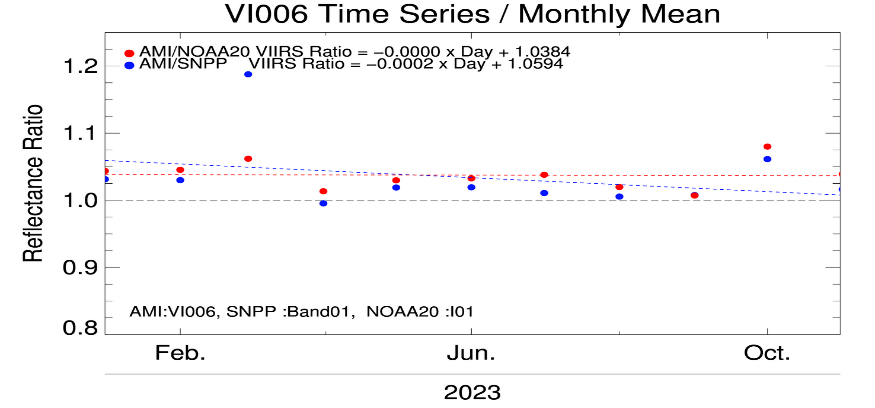 VI006 Time Series / Monthly Mean
AMI/NOAA20 VIIRS Ratio = −0.0000 x Day + 1.0384
AMI/SNPP VIIRS Ratio = −0.0002 x Day + 1.0594
1.2
1.1
1.0
0.9
0.8
Reflectance Ratio
AMI:VI006, SNPP :Band01, NOAA20 :I01
Feb. Jun. Oct.
2023